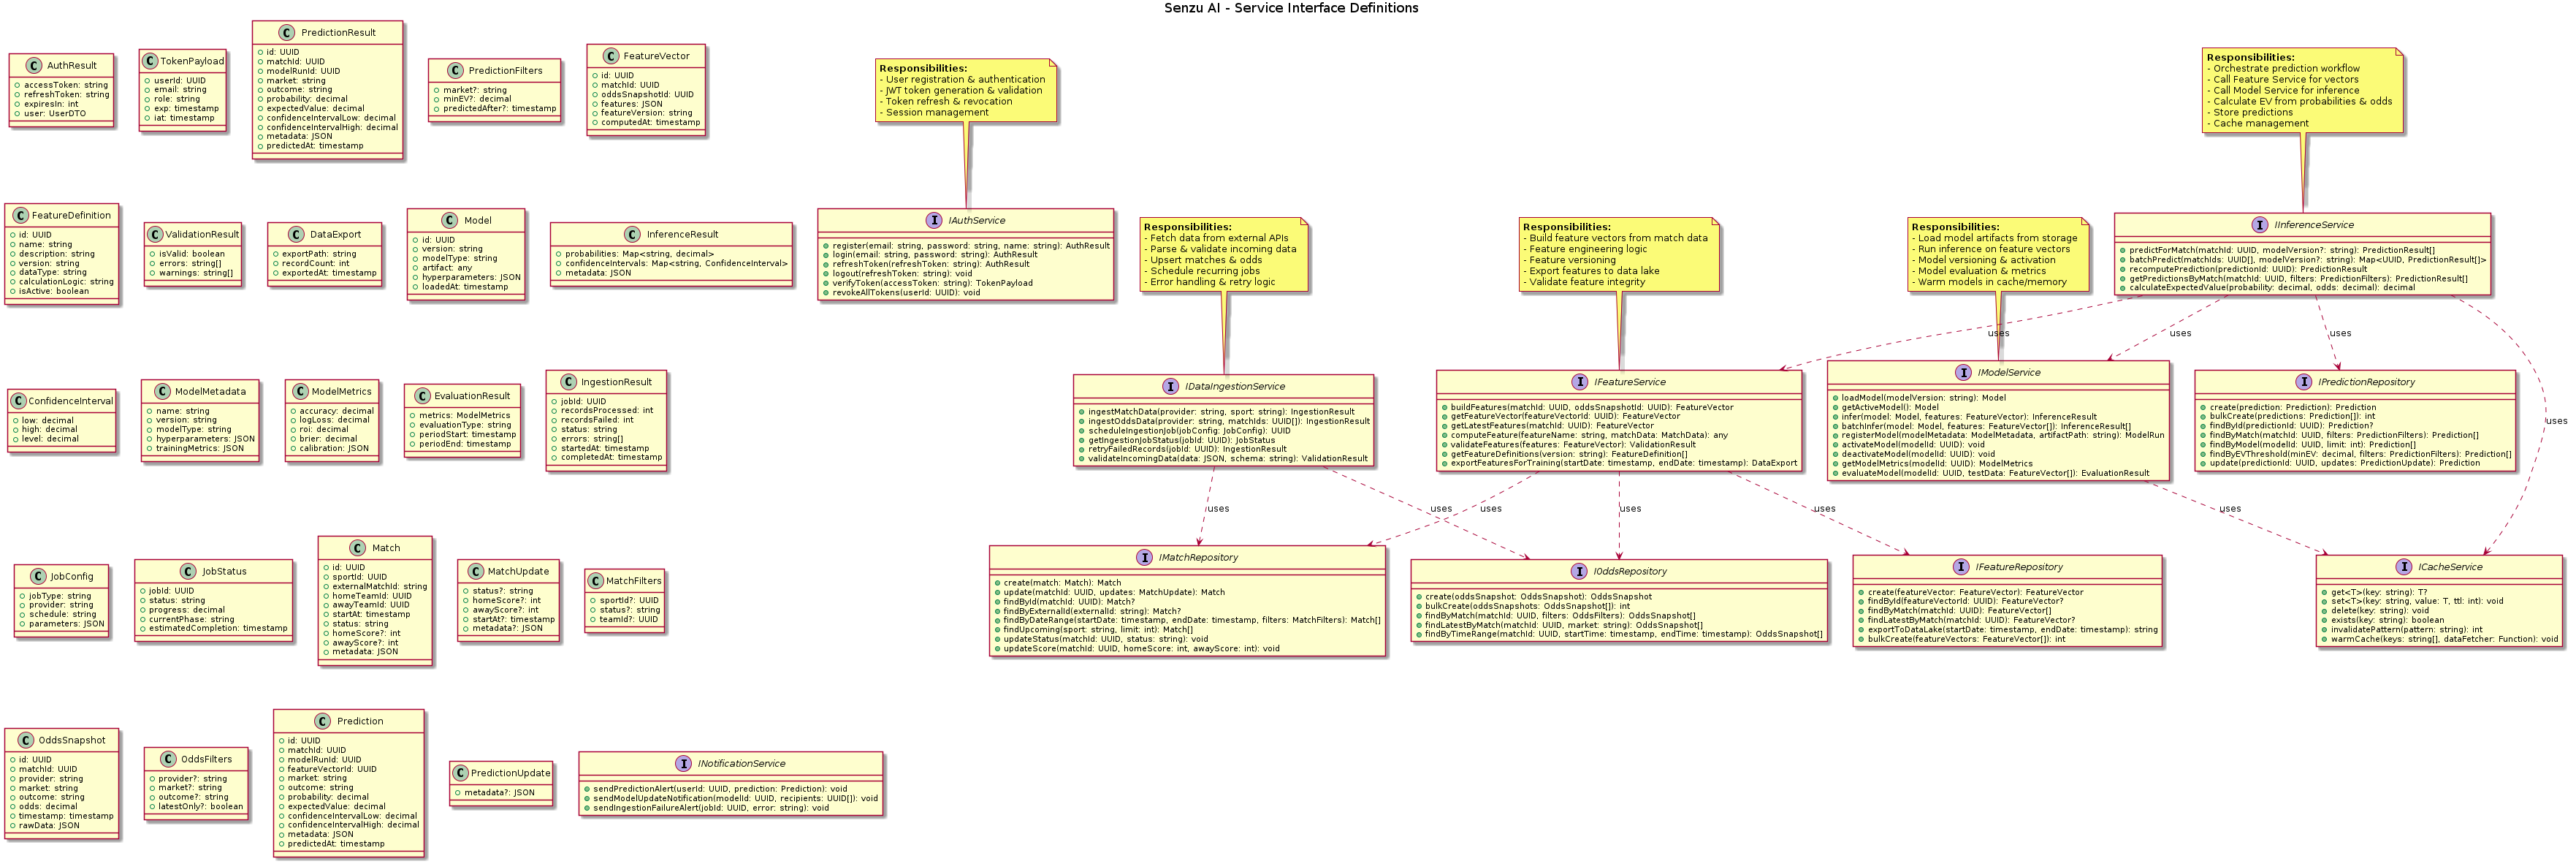 Senzu AI - Service Interface Definitions
AuthResult
accessToken: string
refreshToken: string
expiresIn: int
user: UserDTO
TokenPayload
userId: UUID
email: string
role: string
exp: timestamp
iat: timestamp
PredictionResult
id: UUID
matchId: UUID
modelRunId: UUID
market: string
outcome: string
probability: decimal
expectedValue: decimal
confidenceIntervalLow: decimal
confidenceIntervalHigh: decimal
metadata: JSON
predictedAt: timestamp
PredictionFilters
market?: string
minEV?: decimal
predictedAfter?: timestamp
FeatureVector
id: UUID
matchId: UUID
oddsSnapshotId: UUID
features: JSON
featureVersion: string
computedAt: timestamp
Responsibilities:
- User registration & authentication
- JWT token generation & validation
- Token refresh & revocation
- Session management
Responsibilities:
- Orchestrate prediction workflow
- Call Feature Service for vectors
- Call Model Service for inference
- Calculate EV from probabilities & odds
- Store predictions
- Cache management
FeatureDefinition
id: UUID
name: string
description: string
version: string
dataType: string
calculationLogic: string
isActive: boolean
ValidationResult
isValid: boolean
errors: string[]
warnings: string[]
DataExport
exportPath: string
recordCount: int
exportedAt: timestamp
Model
id: UUID
version: string
modelType: string
artifact: any
hyperparameters: JSON
loadedAt: timestamp
InferenceResult
probabilities: Map<string, decimal>
confidenceIntervals: Map<string, ConfidenceInterval>
metadata: JSON
IAuthService
register(email: string, password: string, name: string): AuthResult
login(email: string, password: string): AuthResult
refreshToken(refreshToken: string): AuthResult
logout(refreshToken: string): void
verifyToken(accessToken: string): TokenPayload
revokeAllTokens(userId: UUID): void
Responsibilities:
- Fetch data from external APIs
- Parse & validate incoming data
- Upsert matches & odds
- Schedule recurring jobs
- Error handling & retry logic
Responsibilities:
- Build feature vectors from match data
- Feature engineering logic
- Feature versioning
- Export features to data lake
- Validate feature integrity
Responsibilities:
- Load model artifacts from storage
- Run inference on feature vectors
- Model versioning & activation
- Model evaluation & metrics
- Warm models in cache/memory
IInferenceService
predictForMatch(matchId: UUID, modelVersion?: string): PredictionResult[]
batchPredict(matchIds: UUID[], modelVersion?: string): Map<UUID, PredictionResult[]>
recomputePrediction(predictionId: UUID): PredictionResult
getPredictionsByMatch(matchId: UUID, filters: PredictionFilters): PredictionResult[]
calculateExpectedValue(probability: decimal, odds: decimal): decimal
uses
uses
uses
uses
ConfidenceInterval
low: decimal
high: decimal
level: decimal
ModelMetadata
name: string
version: string
modelType: string
hyperparameters: JSON
trainingMetrics: JSON
ModelMetrics
accuracy: decimal
logLoss: decimal
roi: decimal
brier: decimal
calibration: JSON
EvaluationResult
metrics: ModelMetrics
evaluationType: string
periodStart: timestamp
periodEnd: timestamp
IngestionResult
jobId: UUID
recordsProcessed: int
recordsFailed: int
status: string
errors: string[]
startedAt: timestamp
completedAt: timestamp
IDataIngestionService
ingestMatchData(provider: string, sport: string): IngestionResult
ingestOddsData(provider: string, matchIds: UUID[]): IngestionResult
scheduleIngestionJob(jobConfig: JobConfig): UUID
getIngestionJobStatus(jobId: UUID): JobStatus
retryFailedRecords(jobId: UUID): IngestionResult
validateIncomingData(data: JSON, schema: string): ValidationResult
IFeatureService
buildFeatures(matchId: UUID, oddsSnapshotId: UUID): FeatureVector
getFeatureVector(featureVectorId: UUID): FeatureVector
getLatestFeatures(matchId: UUID): FeatureVector
computeFeature(featureName: string, matchData: MatchData): any
validateFeatures(features: FeatureVector): ValidationResult
getFeatureDefinitions(version: string): FeatureDefinition[]
exportFeaturesForTraining(startDate: timestamp, endDate: timestamp): DataExport
IModelService
loadModel(modelVersion: string): Model
getActiveModel(): Model
infer(model: Model, features: FeatureVector): InferenceResult
batchInfer(model: Model, features: FeatureVector[]): InferenceResult[]
registerModel(modelMetadata: ModelMetadata, artifactPath: string): ModelRun
activateModel(modelId: UUID): void
deactivateModel(modelId: UUID): void
getModelMetrics(modelId: UUID): ModelMetrics
evaluateModel(modelId: UUID, testData: FeatureVector[]): EvaluationResult
IPredictionRepository
create(prediction: Prediction): Prediction
bulkCreate(predictions: Prediction[]): int
findById(predictionId: UUID): Prediction?
findByMatch(matchId: UUID, filters: PredictionFilters): Prediction[]
findByModel(modelId: UUID, limit: int): Prediction[]
findByEVThreshold(minEV: decimal, filters: PredictionFilters): Prediction[]
update(predictionId: UUID, updates: PredictionUpdate): Prediction
uses
uses
uses
uses
uses
uses
JobConfig
jobType: string
provider: string
schedule: string
parameters: JSON
JobStatus
jobId: UUID
status: string
progress: decimal
currentPhase: string
estimatedCompletion: timestamp
Match
id: UUID
sportId: UUID
externalMatchId: string
homeTeamId: UUID
awayTeamId: UUID
startAt: timestamp
status: string
homeScore?: int
awayScore?: int
metadata: JSON
MatchUpdate
status?: string
homeScore?: int
awayScore?: int
startAt?: timestamp
metadata?: JSON
MatchFilters
sportId?: UUID
status?: string
teamId?: UUID
IMatchRepository
create(match: Match): Match
update(matchId: UUID, updates: MatchUpdate): Match
findById(matchId: UUID): Match?
findByExternalId(externalId: string): Match?
findByDateRange(startDate: timestamp, endDate: timestamp, filters: MatchFilters): Match[]
findUpcoming(sport: string, limit: int): Match[]
updateStatus(matchId: UUID, status: string): void
updateScore(matchId: UUID, homeScore: int, awayScore: int): void
IOddsRepository
create(oddsSnapshot: OddsSnapshot): OddsSnapshot
bulkCreate(oddsSnapshots: OddsSnapshot[]): int
findByMatch(matchId: UUID, filters: OddsFilters): OddsSnapshot[]
findLatestByMatch(matchId: UUID, market: string): OddsSnapshot[]
findByTimeRange(matchId: UUID, startTime: timestamp, endTime: timestamp): OddsSnapshot[]
IFeatureRepository
create(featureVector: FeatureVector): FeatureVector
findById(featureVectorId: UUID): FeatureVector?
findByMatch(matchId: UUID): FeatureVector[]
findLatestByMatch(matchId: UUID): FeatureVector?
exportToDataLake(startDate: timestamp, endDate: timestamp): string
bulkCreate(featureVectors: FeatureVector[]): int
ICacheService
get<T>(key: string): T?
set<T>(key: string, value: T, ttl: int): void
delete(key: string): void
exists(key: string): boolean
invalidatePattern(pattern: string): int
warmCache(keys: string[], dataFetcher: Function): void
OddsSnapshot
id: UUID
matchId: UUID
provider: string
market: string
outcome: string
odds: decimal
timestamp: timestamp
rawData: JSON
OddsFilters
provider?: string
market?: string
outcome?: string
latestOnly?: boolean
Prediction
id: UUID
matchId: UUID
modelRunId: UUID
featureVectorId: UUID
market: string
outcome: string
probability: decimal
expectedValue: decimal
confidenceIntervalLow: decimal
confidenceIntervalHigh: decimal
metadata: JSON
predictedAt: timestamp
PredictionUpdate
metadata?: JSON
INotificationService
sendPredictionAlert(userId: UUID, prediction: Prediction): void
sendModelUpdateNotification(modelId: UUID, recipients: UUID[]): void
sendIngestionFailureAlert(jobId: UUID, error: string): void